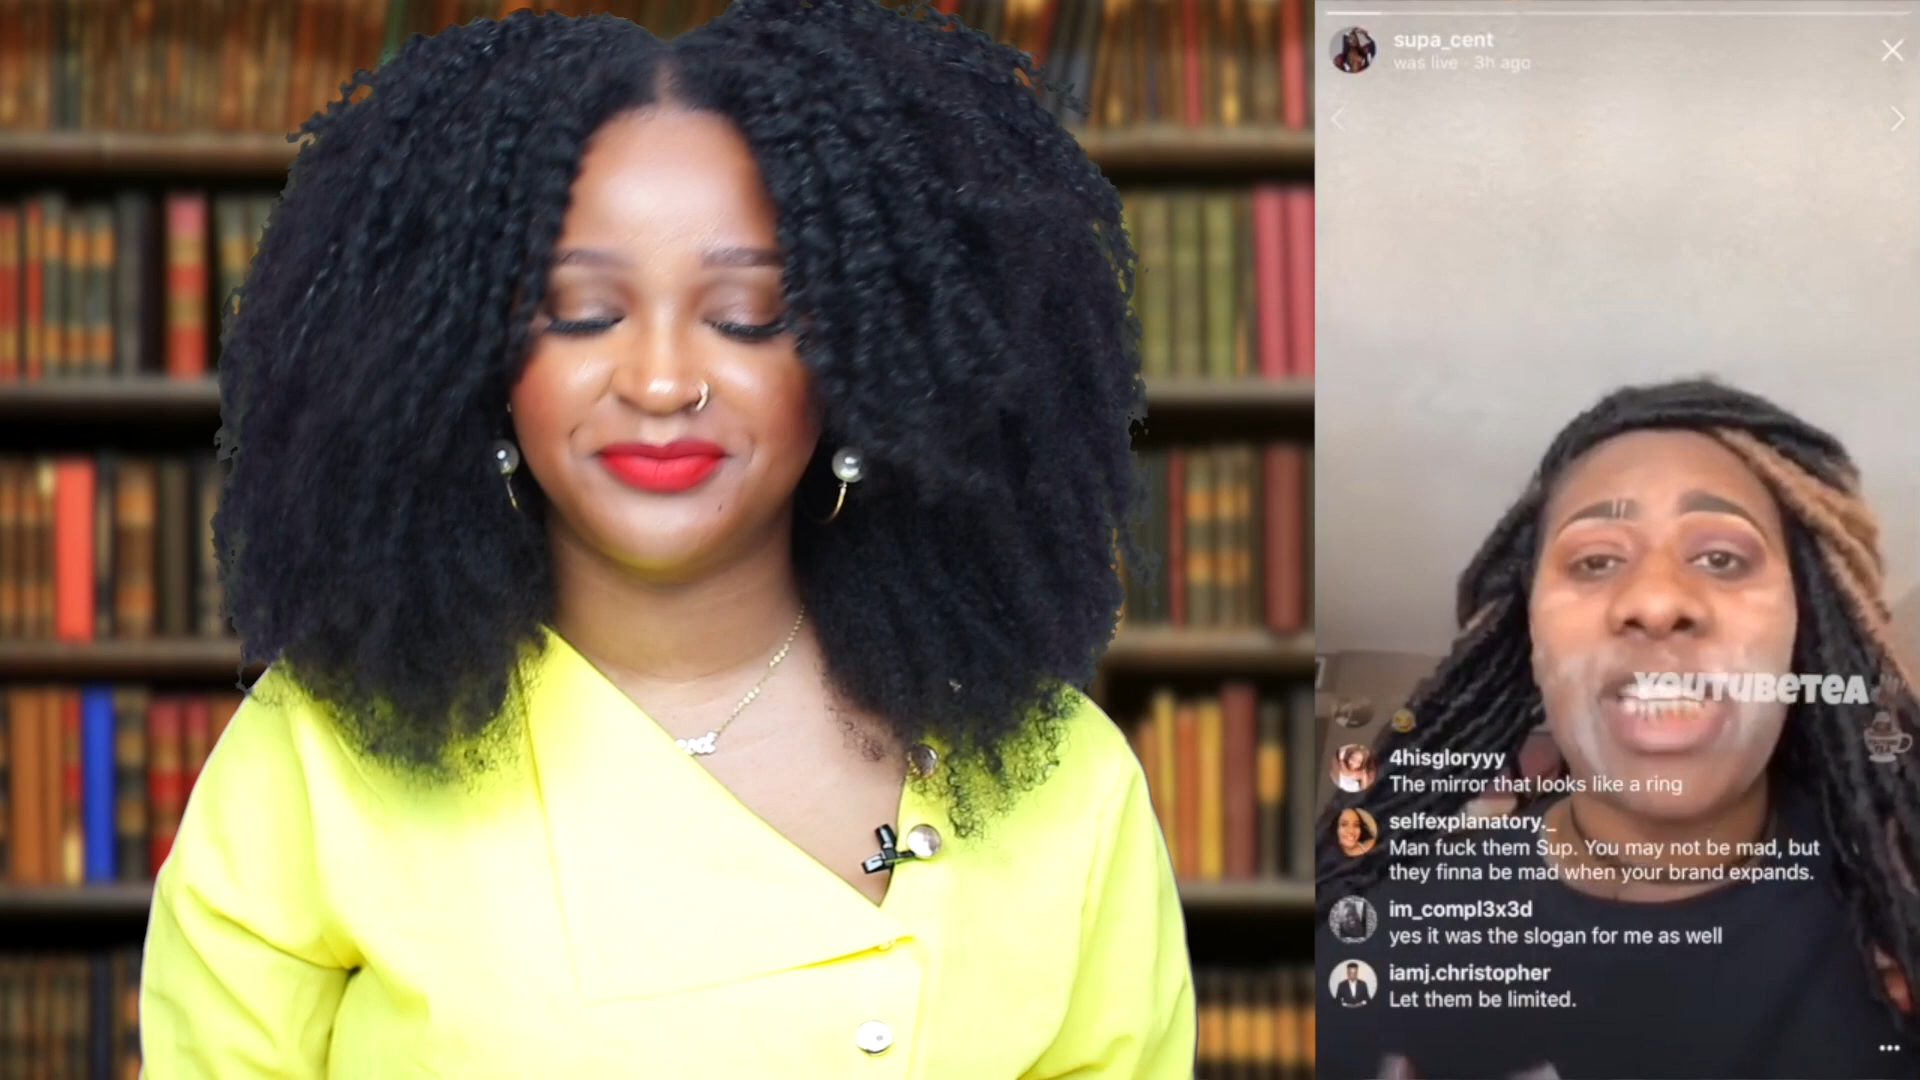 supa_cent
was live · 3h ago
YOUTUBETEA
4hisgloryyy
The mirror that looks like a ring
selfexplanatory._
Man fuck them Sup. You may not be mad, but
they finna be mad when your brand expands.
im_compl3x3d
yes it was the slogan for me as well
iamj.christopher
Let them be limited.